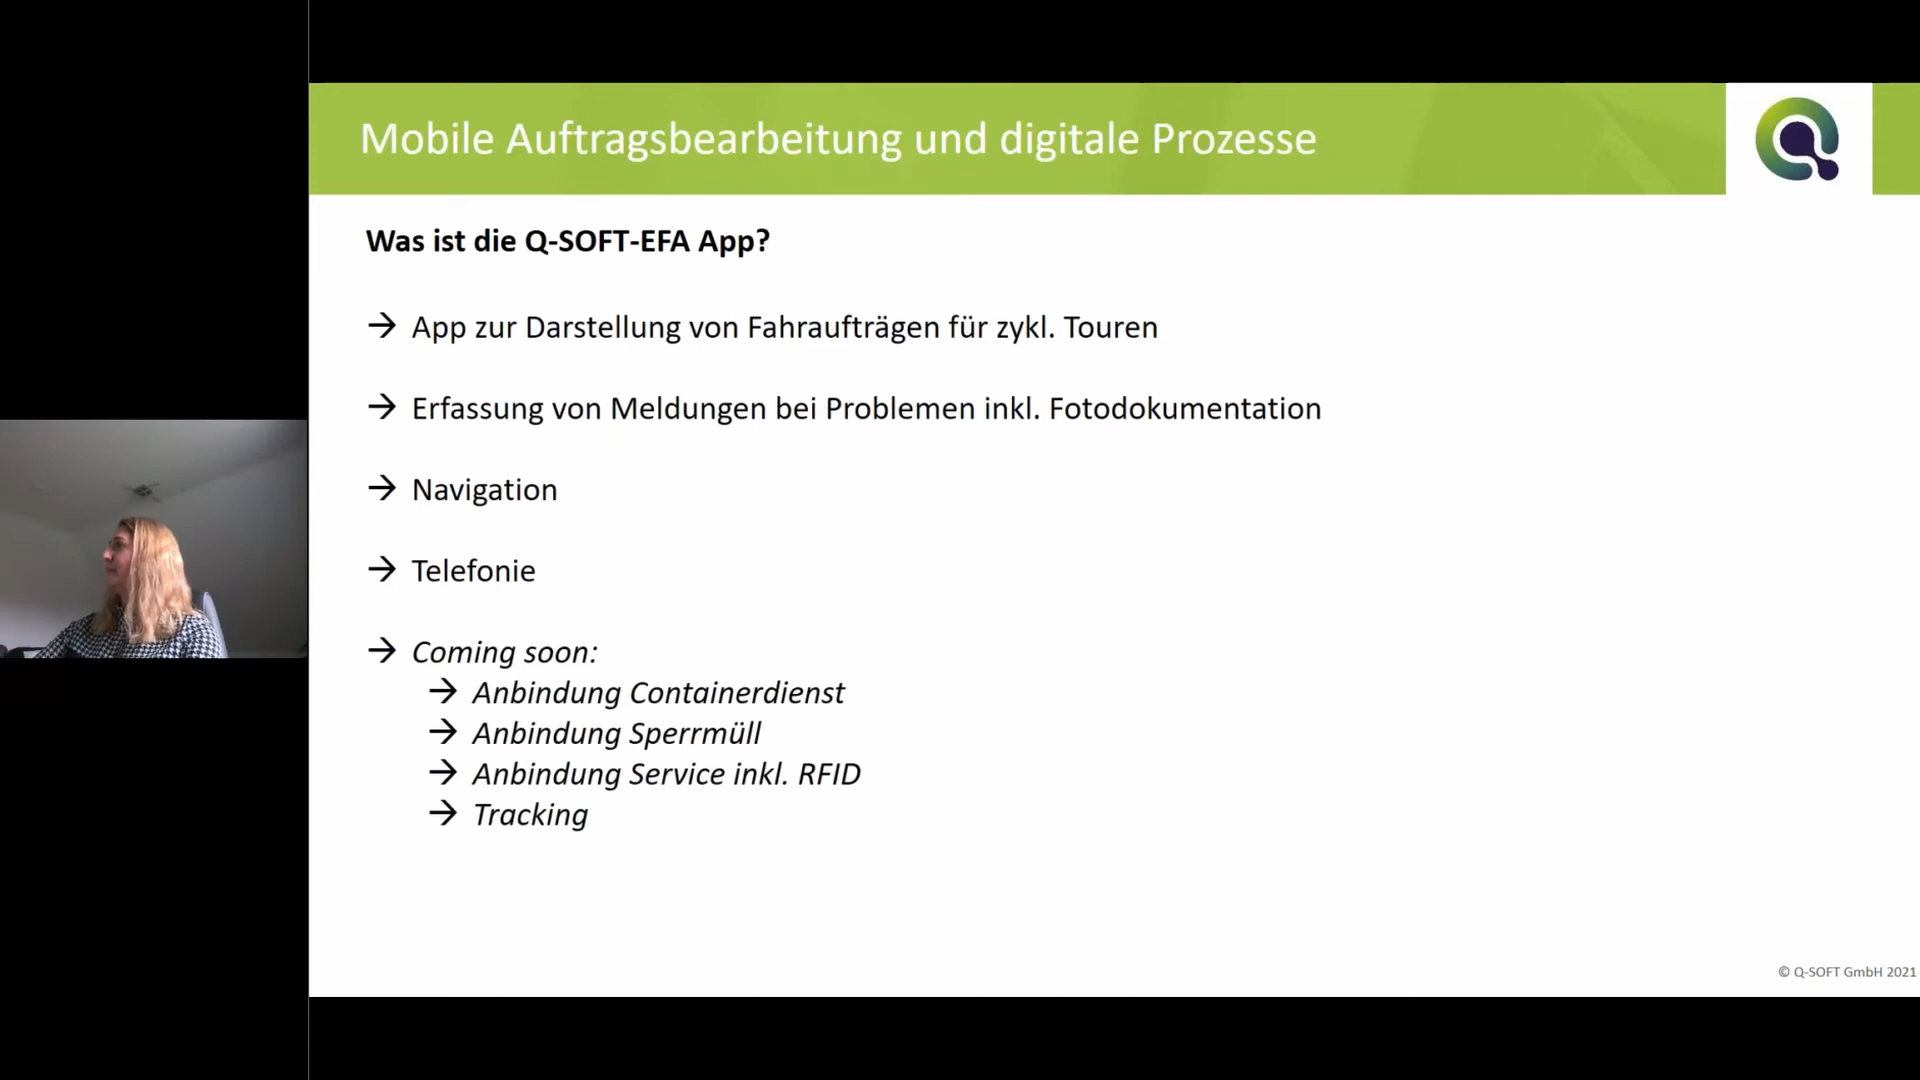 Mobile Auftragsbearbeitung und digitale Prozesse
Was ist die Q-SOFT-EFA App?
→ App zur Darstellung von Fahraufträgen für zykl. Touren
→ Erfassung von Meldungen bei Problemen inkl. Fotodokumentation
→ Navigation
→ Telefonie
→ Coming soon:
→ Anbindung Containerdienst
→ Anbindung Sperrmüll
→ Anbindung Service inkl. RFID
→ Tracking
© Q-SOFT GmbH 2021